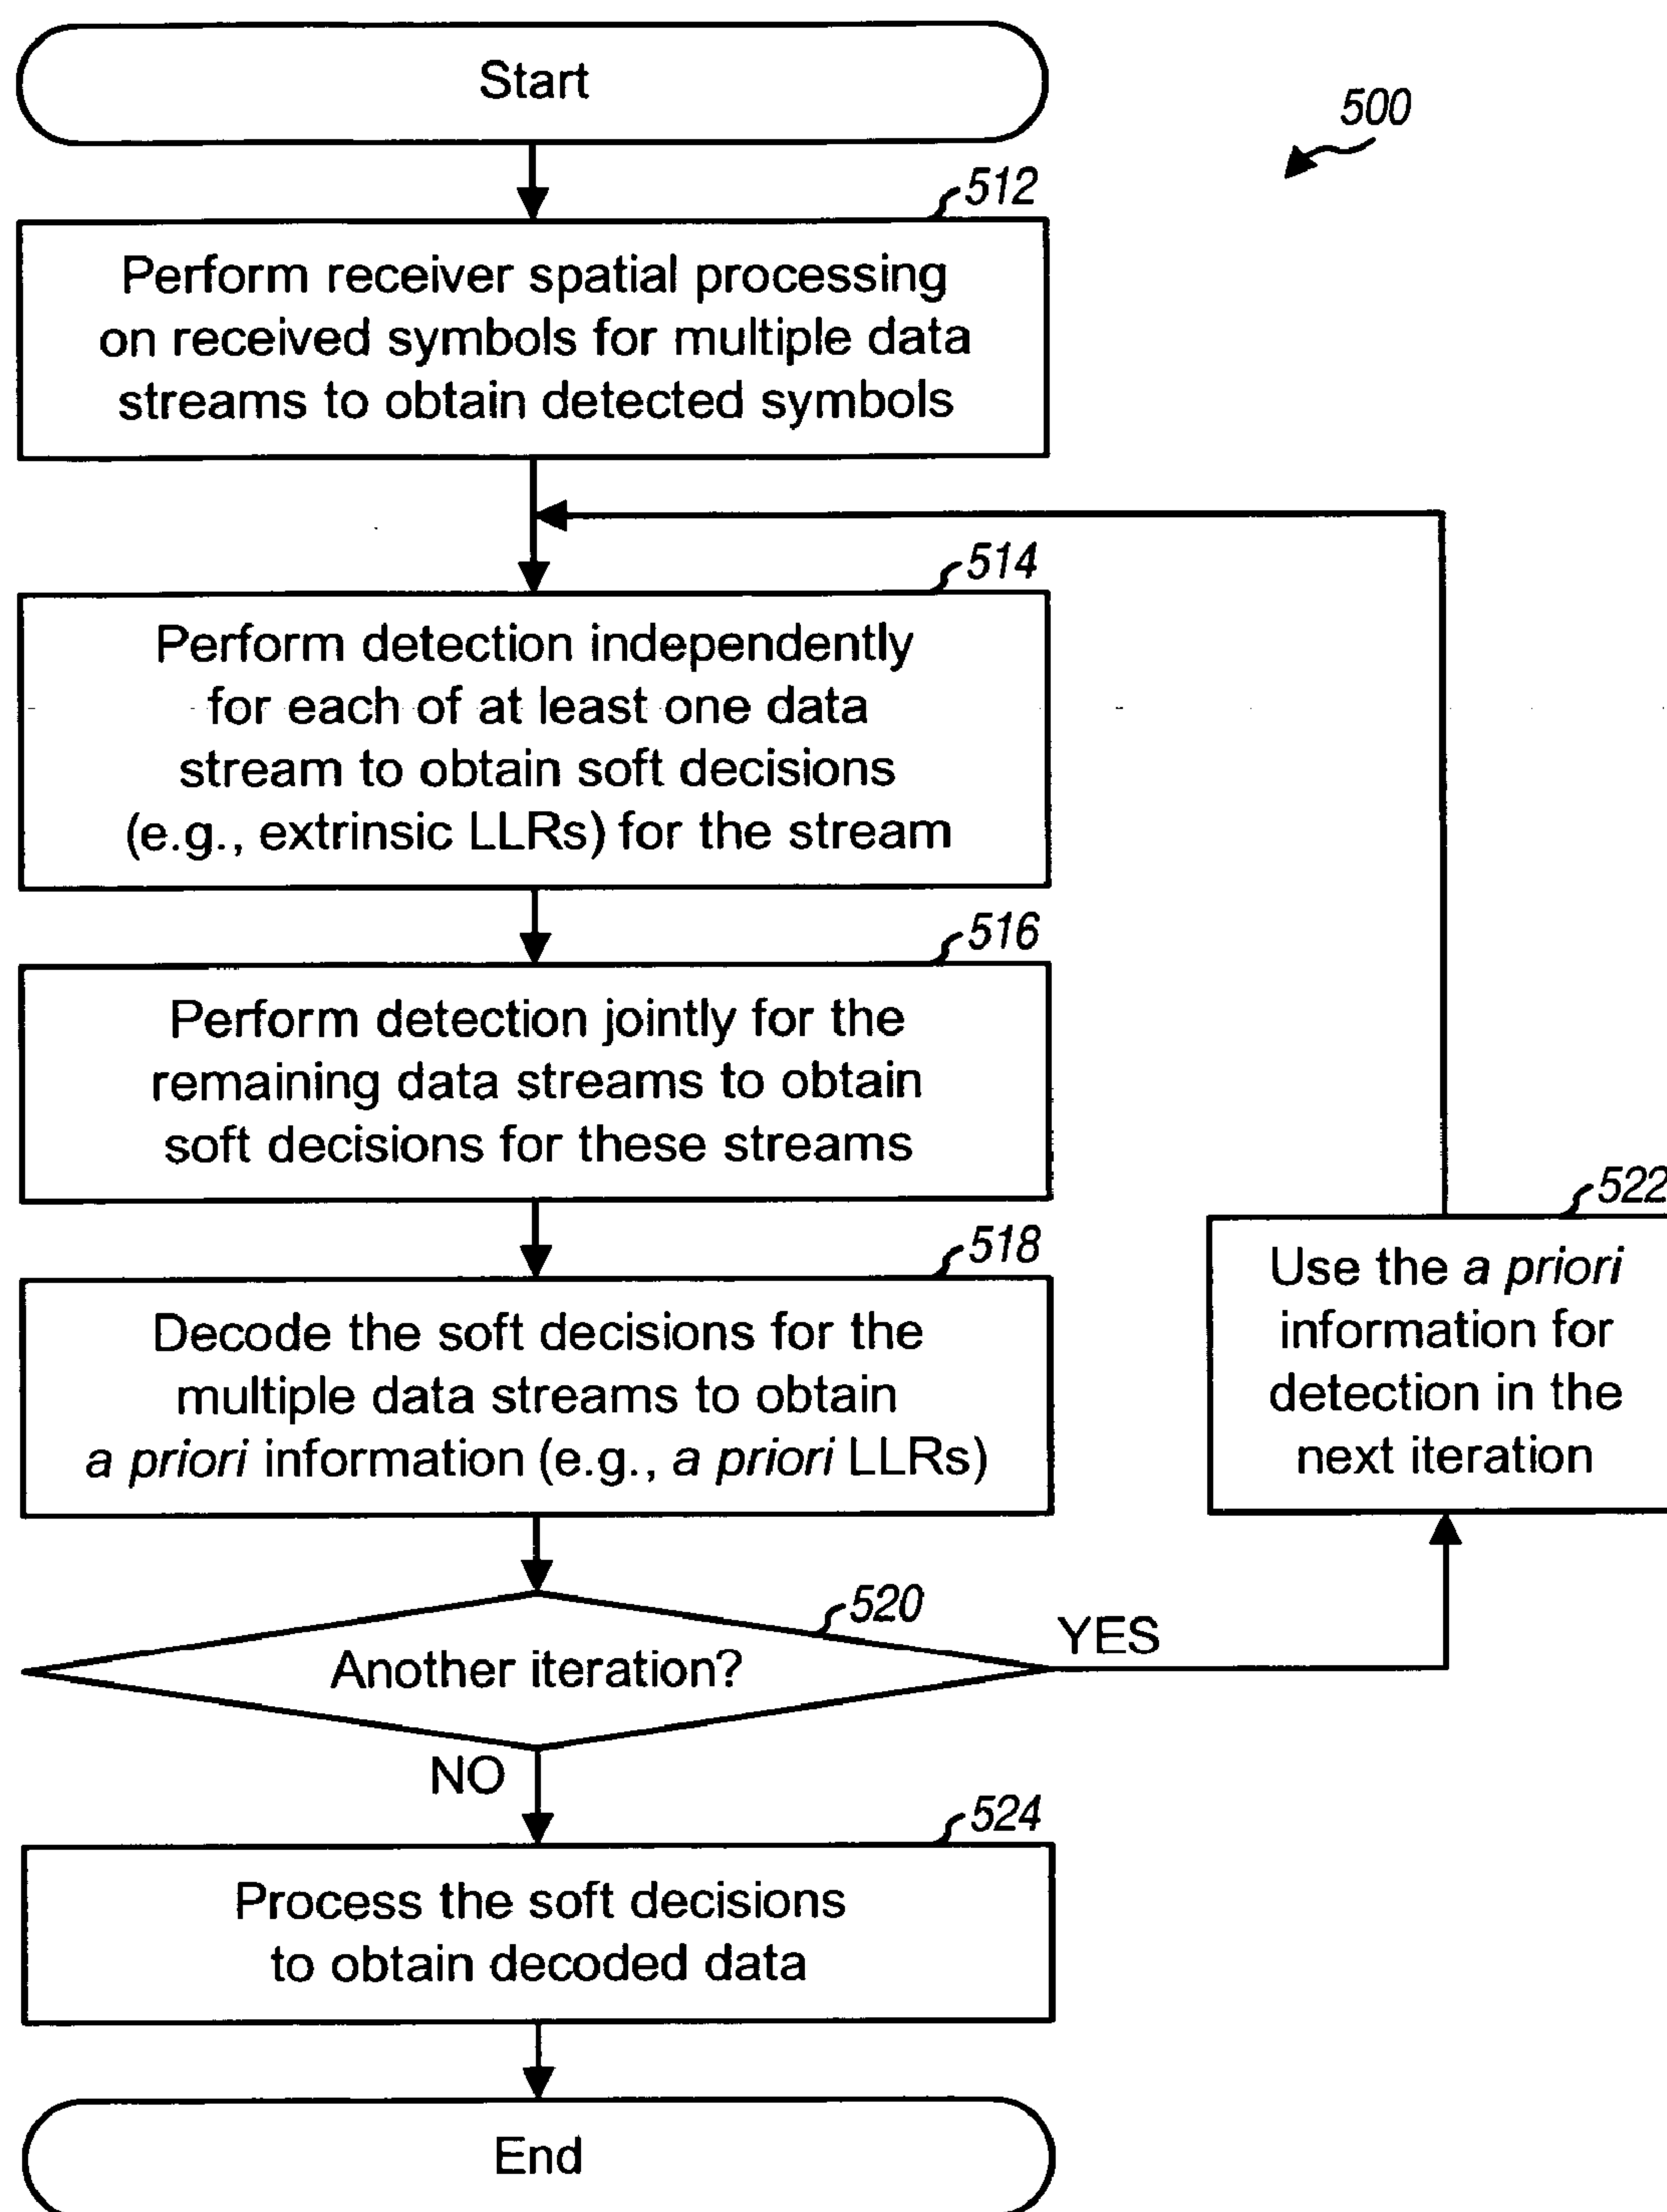 Start
500
512
Perform receiver spatial processing
on received symbols for multiple data
streams to obtain detected symbols
514
Perform detection independently
for each of at least one data
stream to obtain soft decisions
(e.g., extrinsic LLRs) for the stream
516
Perform detection jointly for the
remaining data streams to obtain
soft decisions for these streams
518
Decode the soft decisions for the
multiple data streams to obtain
a priori information (e.g., a priori LLRs)
522
Use the a priori
information for
detection in the
next iteration
520
Another iteration?
YES
NO
524
Process the soft decisions
to obtain decoded data
End